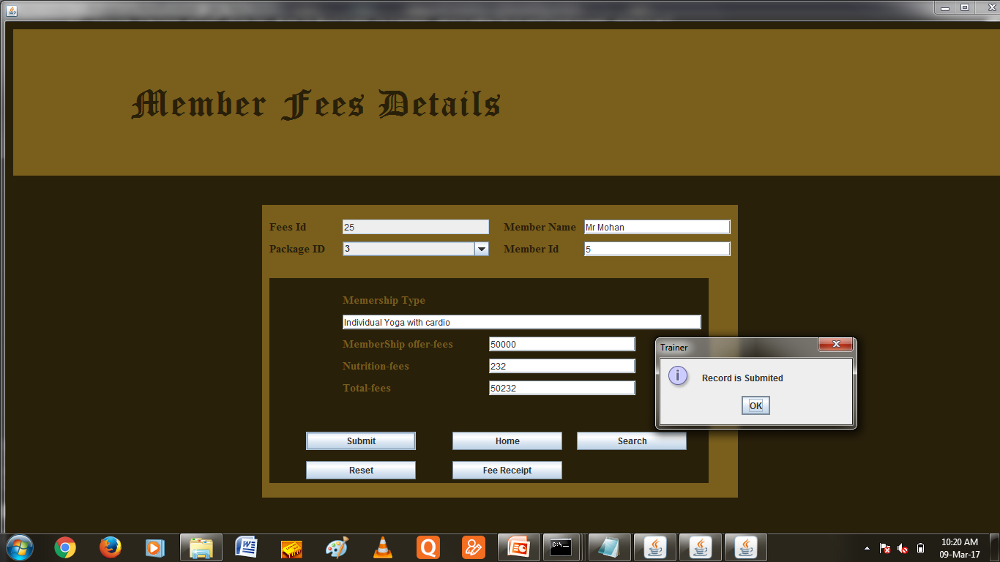 Member Fees Details
Fees Id 25 Member Name Mr Mohan
Package ID 3 Member Id 5
Memership Type
Individual Yoga with cardio
MemberShip offer-fees 50000
Nutrition-fees 232
Total-fees 50232
Trainer
Record is Submited
OK
Submit Home Search
Reset Fee Receipt
10:20 AM
09-Mar-17